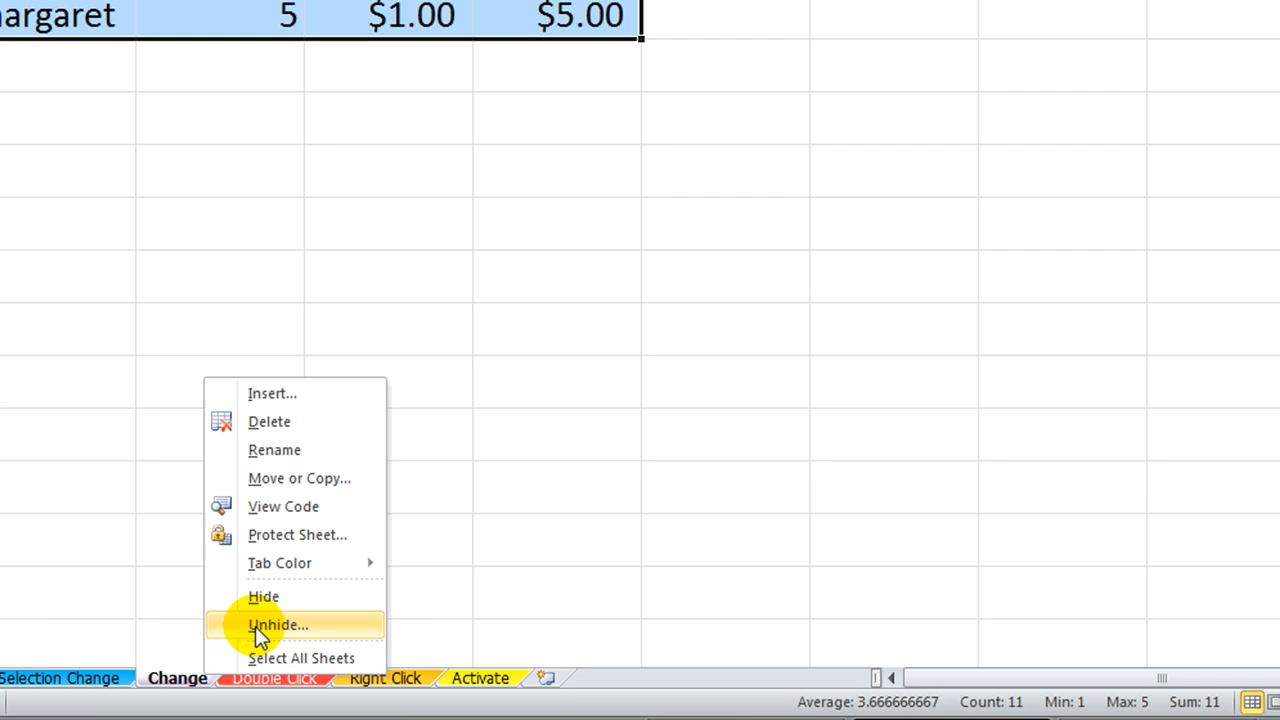 margaret 5 $1.00 $5.00
Insert...
Delete
Rename
Move or Copy...
View Code
Protect Sheet...
Tab Color
Hide
Unhide...
Select All Sheets
Selection Change Change Double Click Right Click Activate
Average: 3.666666667 Count: 11 Min: 1 Max: 5 Sum: 11